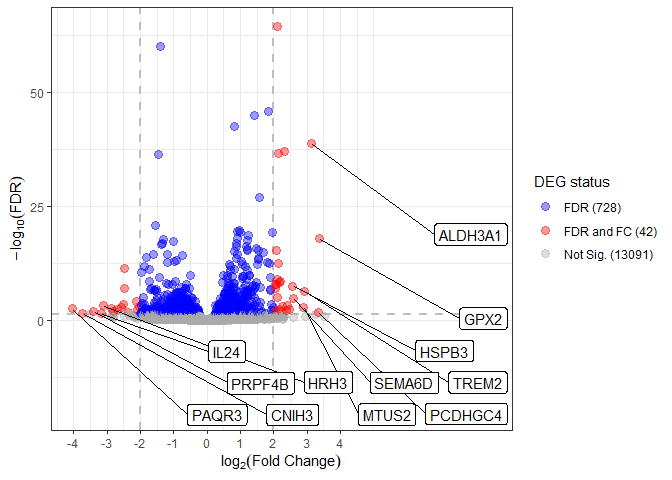 50
25
0
−log10(FDR)
ALDH3A1
GPX2
IL24
HSPB3
PRPF4B
HRH3
SEMA6D
TREM2
PAQR3
CNIH3
MTUS2
PCDHGC4
-4 -3 -2 -1 0 1 2 3 4
log2(Fold Change)
DEG status
FDR (728)
FDR and FC (42)
Not Sig. (13091)